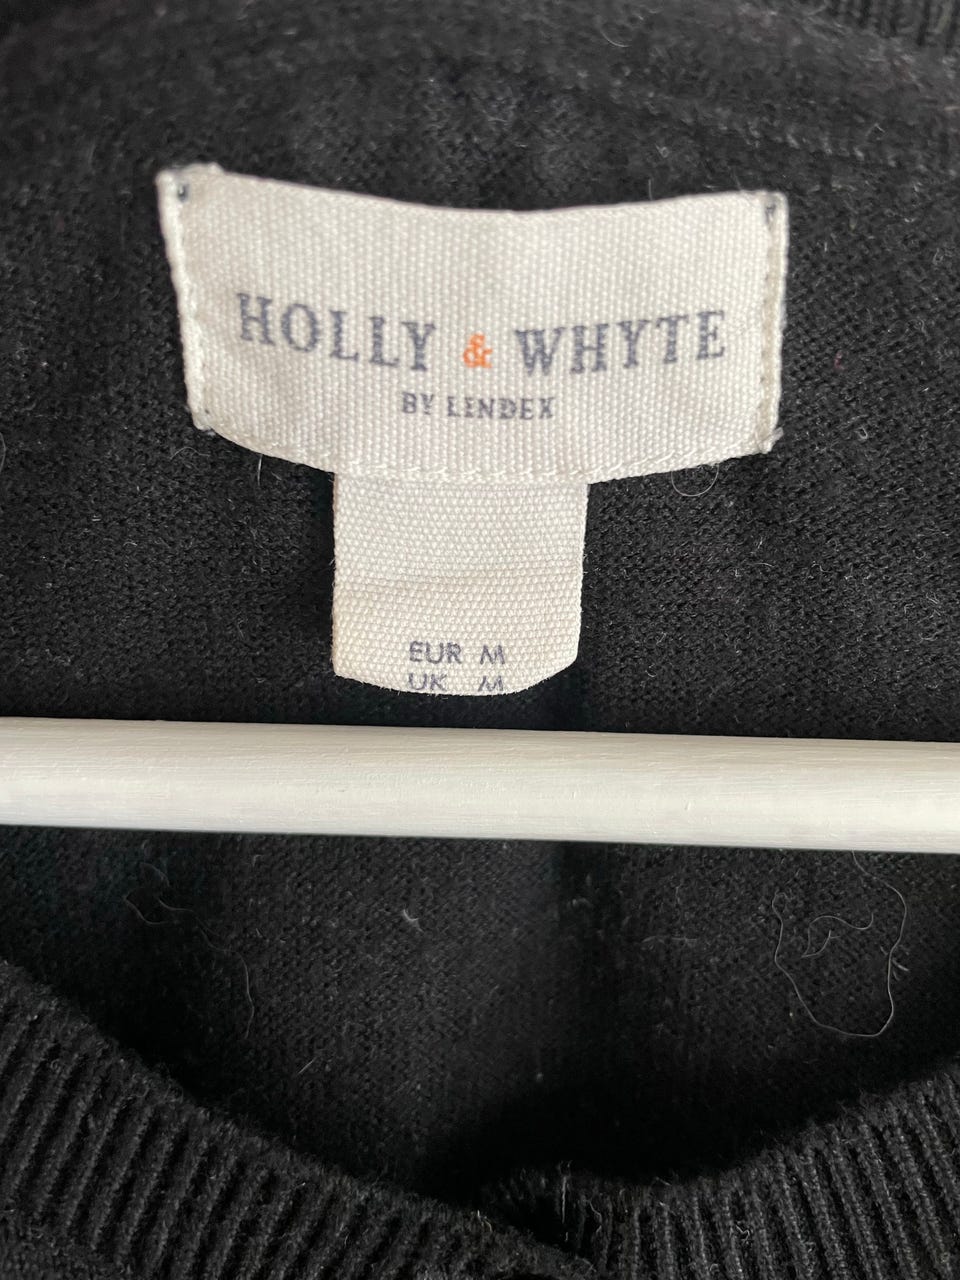 HOLLY & WHYTE
BY LINDEX
EUR M
UK M